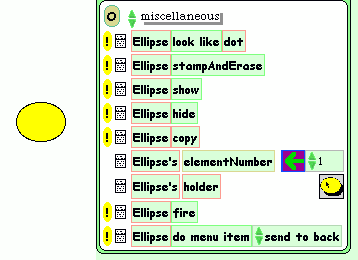 miscellaneous
! Ellipse look like dot
! Ellipse stampAndErase
! Ellipse show
! Ellipse hide
! Ellipse copy
Ellipse's elementNumber 1
Ellipse's holder
! Ellipse fire
! Ellipse do menu item send to back